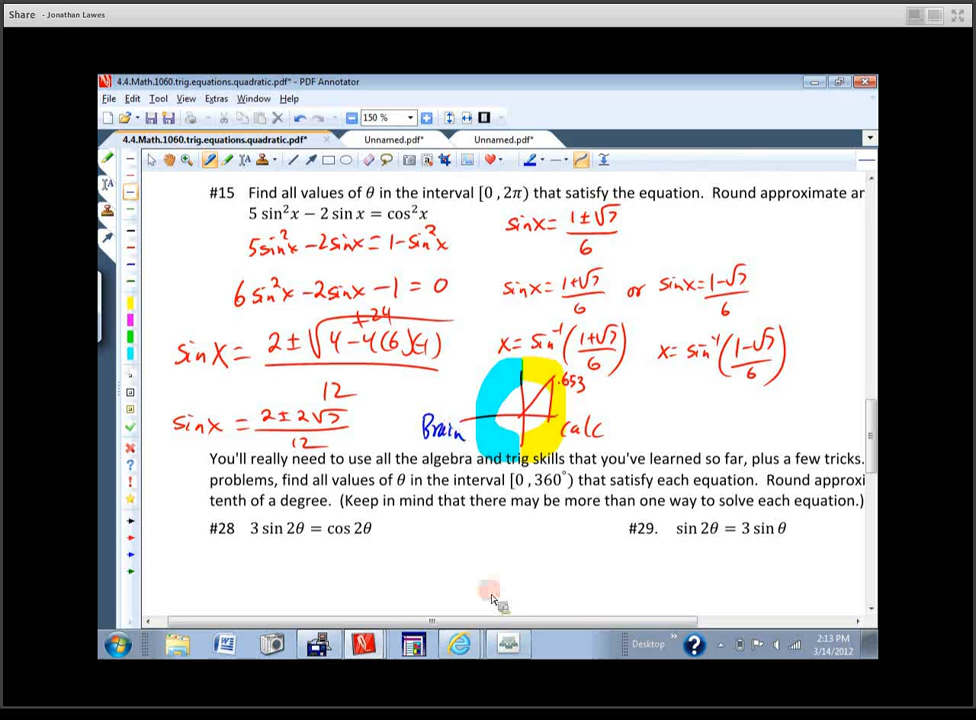 Share - Jonathan Lawes
4.4.Math.1060.trig.equations.quadratic.pdf* - PDF Annotator
File Edit Tool View Extras Window Help
150 %
4.4.Math.1060.trig.equations.quadratic.pdf* Unnamed.pdf* Unnamed.pdf*
#15 Find all values of θ in the interval [0 , 2π) that satisfy the equation. Round approximate ar
5 sin²x − 2 sin x = cos²x
sinx = (1±√7)/6
5sin²x − 2sinx = 1 − sin²x
6sin²x − 2sinx − 1 = 0
sinx = (1+√7)/6 or sinx = (1−√7)/6
+24
sinx = (2 ± √(4 − 4(6)(-1)))/12
x = sin⁻¹((1+√7)/6) x = sin⁻¹((1−√7)/6)
.653
sinx = (2 ± 2√7)/12
Brain calc
You'll really need to use all the algebra and trig skills that you've learned so far, plus a few tricks.
problems, find all values of θ in the interval [0 , 360°) that satisfy each equation. Round approxi
tenth of a degree. (Keep in mind that there may be more than one way to solve each equation.)
#28 3 sin 2θ = cos 2θ #29. sin 2θ = 3 sin θ
Desktop
2:13 PM
3/14/2012